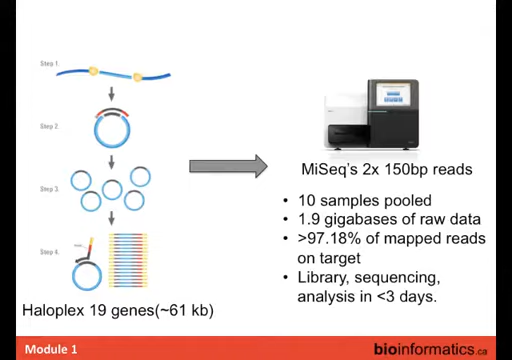 Step 1.
Step 2.
Step 3.
Step 4.
Haloplex 19 genes(~61 kb)
MiSeq's 2x 150bp reads
• 10 samples pooled
• 1.9 gigabases of raw data
• >97.18% of mapped reads
on target
• Library, sequencing,
analysis in <3 days.
Module 1
bioinformatics.ca